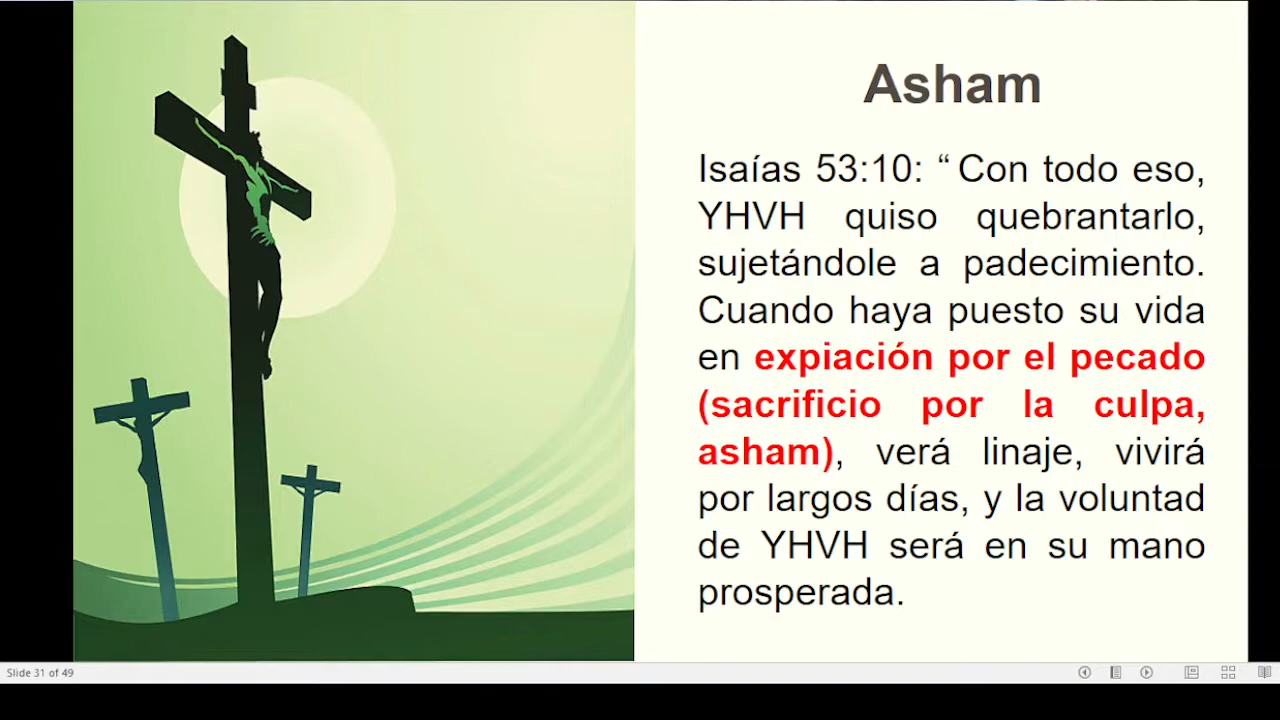 Asham
Isaías 53:10: “ Con todo eso,
YHVH quiso quebrantarlo,
sujetándole a padecimiento.
Cuando haya puesto su vida
en expiación por el pecado
(sacrificio por la culpa,
asham), verá linaje, vivirá
por largos días, y la voluntad
de YHVH será en su mano
prosperada.
Slide 31 of 49